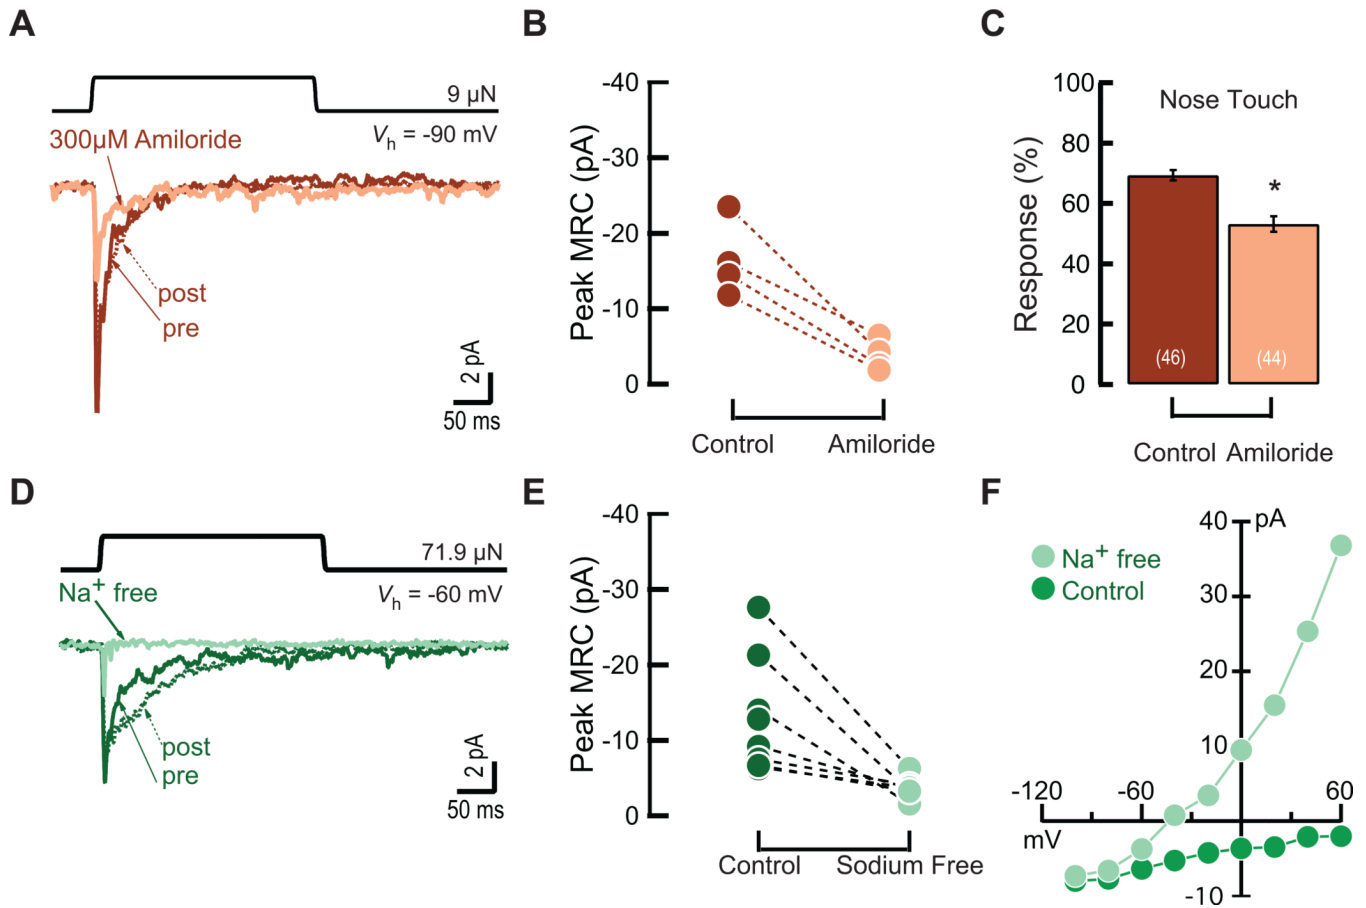 A
9 µN
V_h = -90 mV
300µM Amiloride
post
pre
2 pA
50 ms
B
Peak MRC (pA)
-40
-30
-20
-10
0
Control
Amiloride
C
Nose Touch
Response (%)
100
80
60
40
20
0
*
(46)
(44)
Control Amiloride
D
71.9 µN
V_h = -60 mV
Na⁺ free
post
pre
2 pA
50 ms
E
Peak MRC (pA)
-40
-30
-20
-10
0
Control
Sodium Free
F
Na⁺ free
Control
40
pA
30
20
10
-120
-60
60
mV
-10